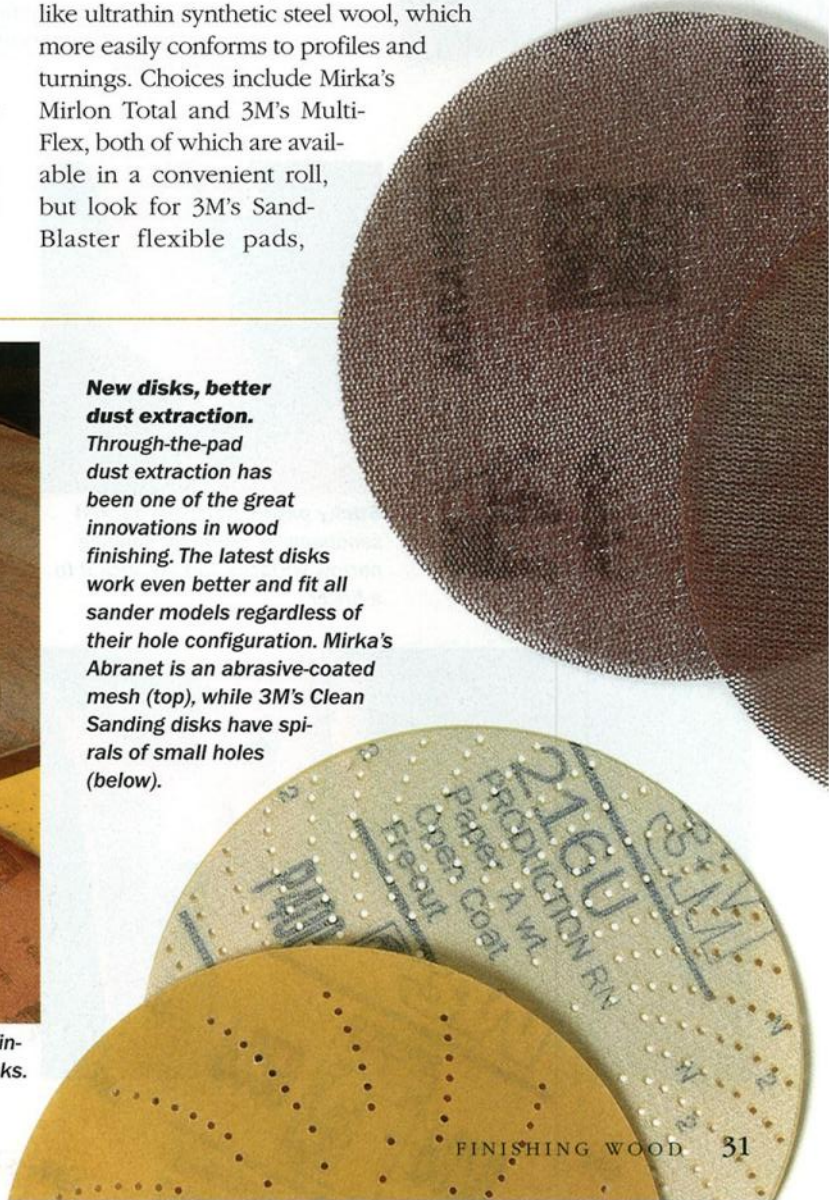 like ultrathin synthetic steel wool, which
more easily conforms to profiles and
turnings. Choices include Mirka's
Mirlon Total and 3M's Multi-
Flex, both of which are avail-
able in a convenient roll,
but look for 3M's Sand-
Blaster flexible pads,
New disks, better
dust extraction.
Through-the-pad
dust extraction has
been one of the great
innovations in wood
finishing. The latest disks
work even better and fit all
sander models regardless of
their hole configuration. Mirka's
Abranet is an abrasive-coated
mesh (top), while 3M's Clean
Sanding disks have spi-
rals of small holes
(below).
216U
PRODUCTION RN
Paper A wt.
Open Coat
Fre-cut
3M
in-
ks.
FINISHING WOOD 31